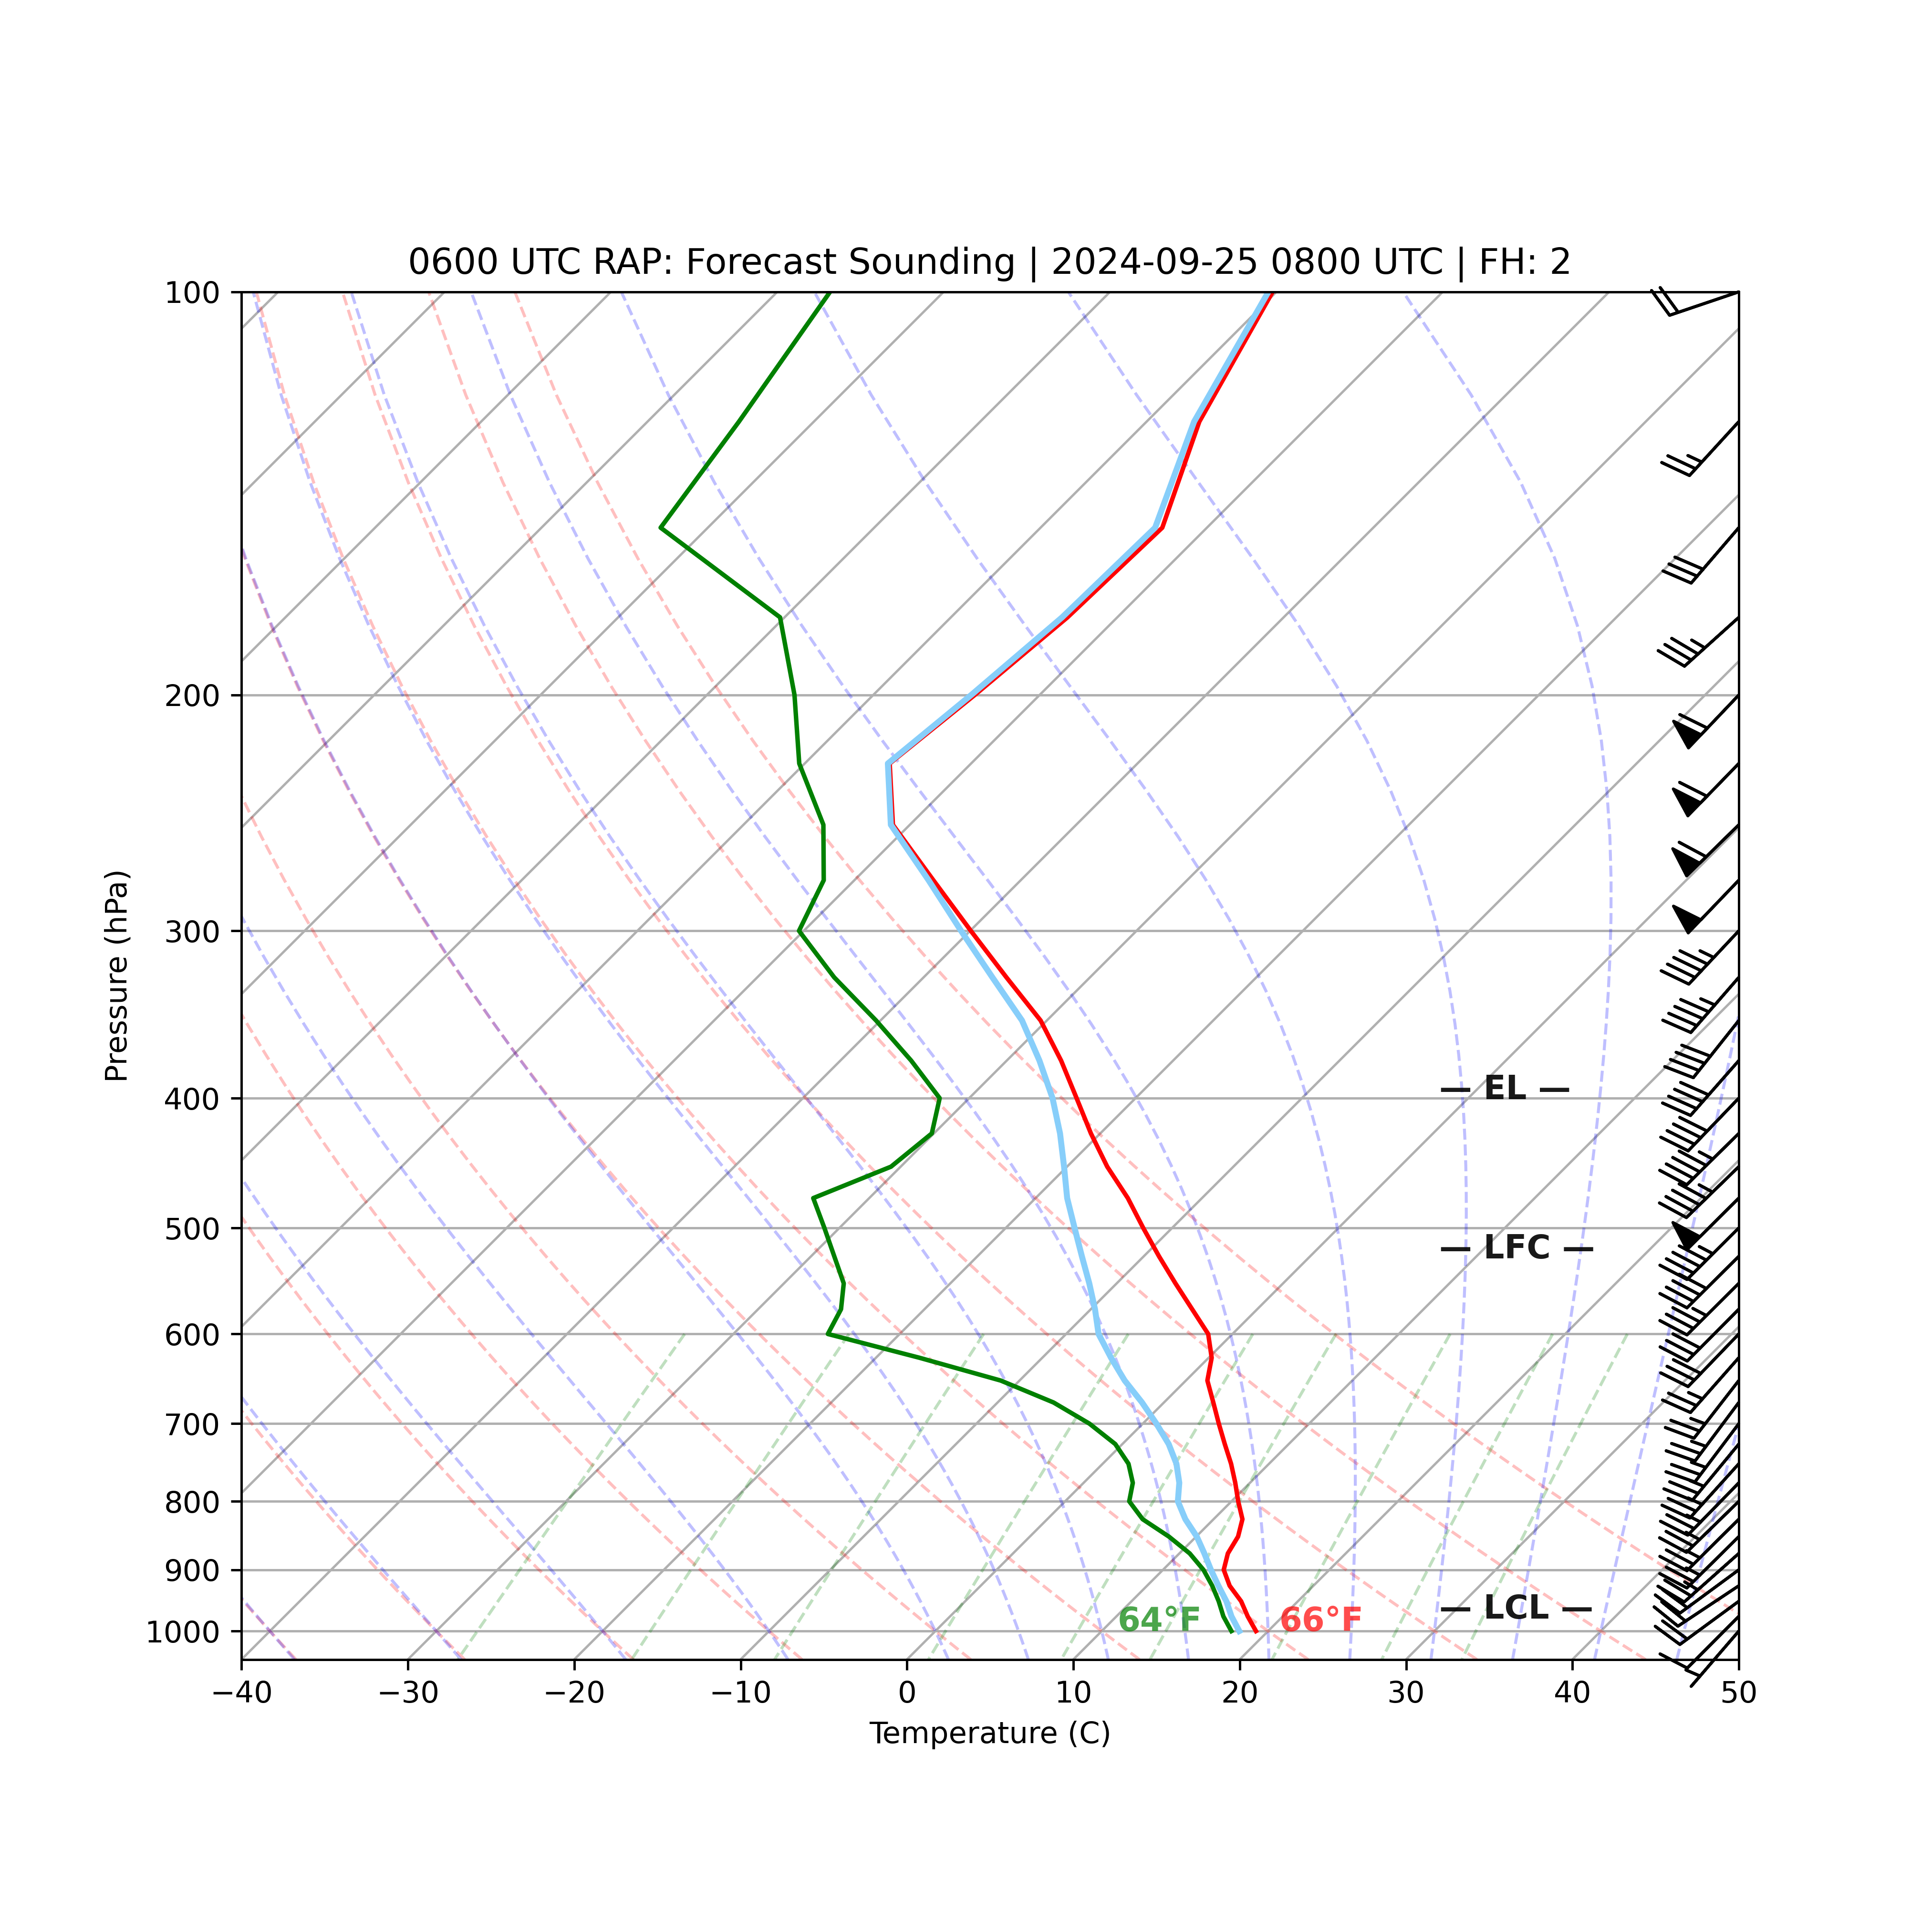 0600 UTC RAP: Forecast Sounding | 2024-09-25 0800 UTC | FH: 2
100
200
300
400
500
600
700
800
900
1000
Pressure (hPa)
— EL —
— LFC —
— LCL —
64°F
66°F
−40 −30 −20 −10 0 10 20 30 40 50
Temperature (C)